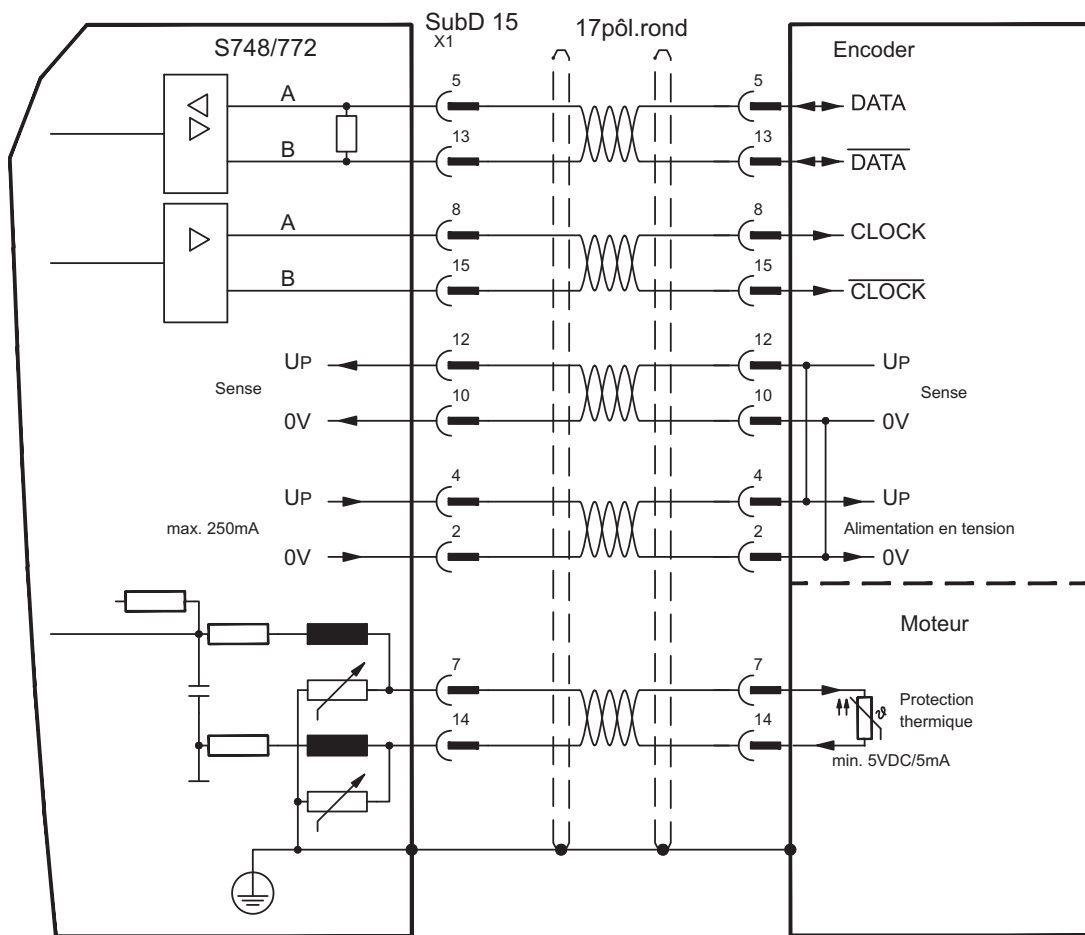 SubD 15
X1
17pôl.rond
S748/772
Encoder
A
5
5
DATA
B
13
13
DATA
A
8
8
CLOCK
B
15
15
CLOCK
UP
12
12
UP
Sense
Sense
0V
10
10
0V
UP
4
4
UP
max. 250mA
Alimentation en tension
0V
2
2
0V
Moteur
7
7
Protection
thermique
ϑ
14
14
min. 5VDC/5mA